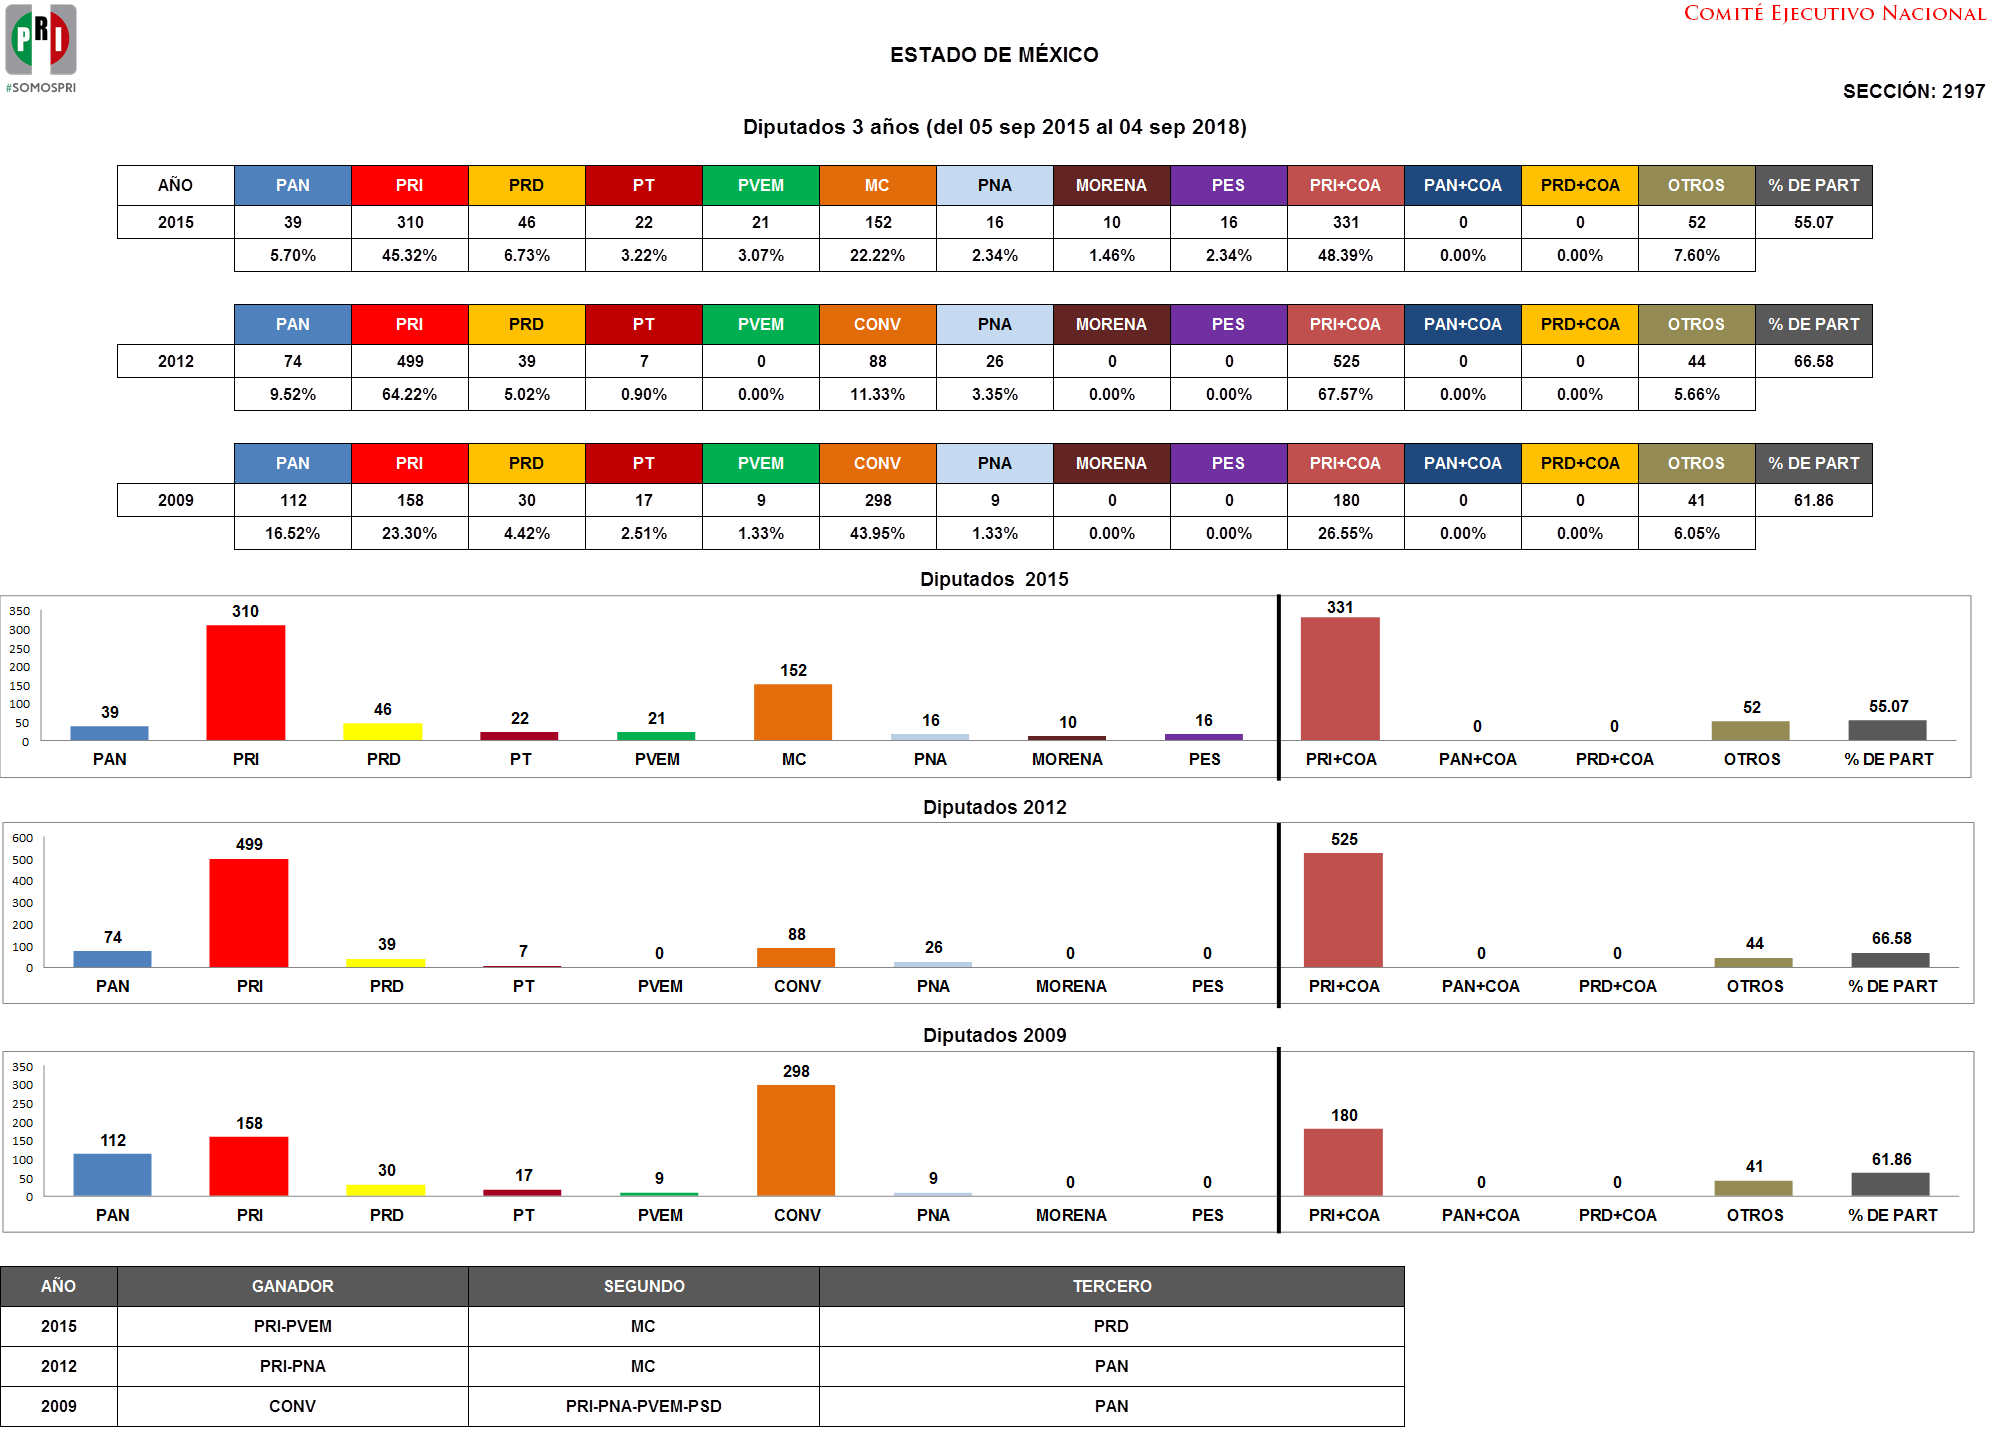 PRI
#SOMOSPRI
COMITÉ EJECUTIVO NACIONAL
ESTADO DE MÉXICO
SECCIÓN: 2197
Diputados 3 años (del 05 sep 2015 al 04 sep 2018)
AÑO PAN PRI PRD PT PVEM MC PNA MORENA PES PRI+COA PAN+COA PRD+COA OTROS % DE PART
2015 39 310 46 22 21 152 16 10 16 331 0 0 52 55.07
5.70% 45.32% 6.73% 3.22% 3.07% 22.22% 2.34% 1.46% 2.34% 48.39% 0.00% 0.00% 7.60%
PAN PRI PRD PT PVEM CONV PNA MORENA PES PRI+COA PAN+COA PRD+COA OTROS % DE PART
2012 74 499 39 7 0 88 26 0 0 525 0 0 44 66.58
9.52% 64.22% 5.02% 0.90% 0.00% 11.33% 3.35% 0.00% 0.00% 67.57% 0.00% 0.00% 5.66%
PAN PRI PRD PT PVEM CONV PNA MORENA PES PRI+COA PAN+COA PRD+COA OTROS % DE PART
2009 112 158 30 17 9 298 9 0 0 180 0 0 41 61.86
16.52% 23.30% 4.42% 2.51% 1.33% 43.95% 1.33% 0.00% 0.00% 26.55% 0.00% 0.00% 6.05%
Diputados 2015
350
300
250
200
150
100
50
0
39 310 46 22 21 152 16 10 16 331 0 0 52 55.07
PAN PRI PRD PT PVEM MC PNA MORENA PES PRI+COA PAN+COA PRD+COA OTROS % DE PART
Diputados 2012
600
500
400
300
200
100
0
74 499 39 7 0 88 26 0 0 525 0 0 44 66.58
PAN PRI PRD PT PVEM CONV PNA MORENA PES PRI+COA PAN+COA PRD+COA OTROS % DE PART
Diputados 2009
350
300
250
200
150
100
50
0
112 158 30 17 9 298 9 0 0 180 0 0 41 61.86
PAN PRI PRD PT PVEM CONV PNA MORENA PES PRI+COA PAN+COA PRD+COA OTROS % DE PART
AÑO GANADOR SEGUNDO TERCERO
2015 PRI-PVEM MC PRD
2012 PRI-PNA MC PAN
2009 CONV PRI-PNA-PVEM-PSD PAN